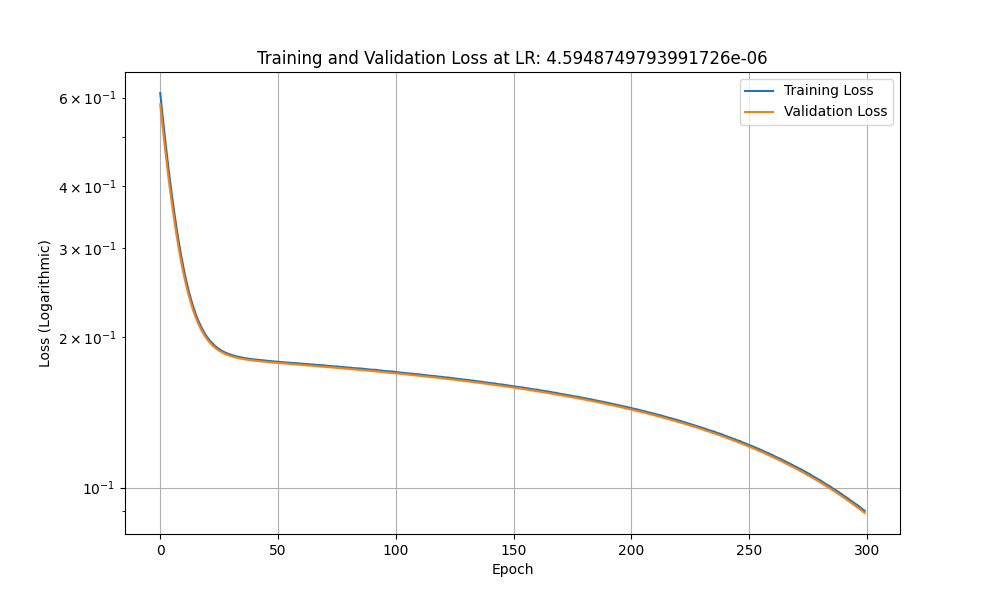 Training and Validation Loss at LR: 4.5948749793991726e-06
Training Loss
Validation Loss
6 × 10⁻¹
4 × 10⁻¹
3 × 10⁻¹
2 × 10⁻¹
10⁻¹
Loss (Logarithmic)
0 50 100 150 200 250 300
Epoch